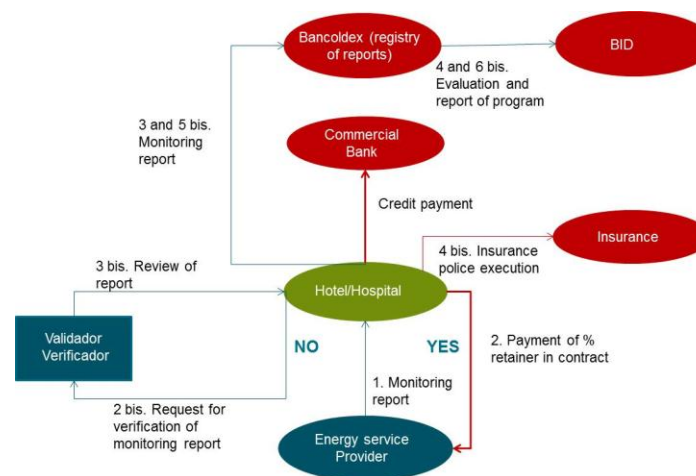 Bancoldex (registry
of reports)
BID
4 and 6 bis.
Evaluation and
report of program
3 and 5 bis.
Monitoring
report
Commercial
Bank
Credit payment
Insurance
4 bis. Insurance
police execution
3 bis. Review of
report
Hotel/Hospital
Validador
Verificador
NO
YES
2. Payment of %
retainer in contract
1. Monitoring
report
2 bis. Request for
verification of
monitoring report
Energy service
Provider